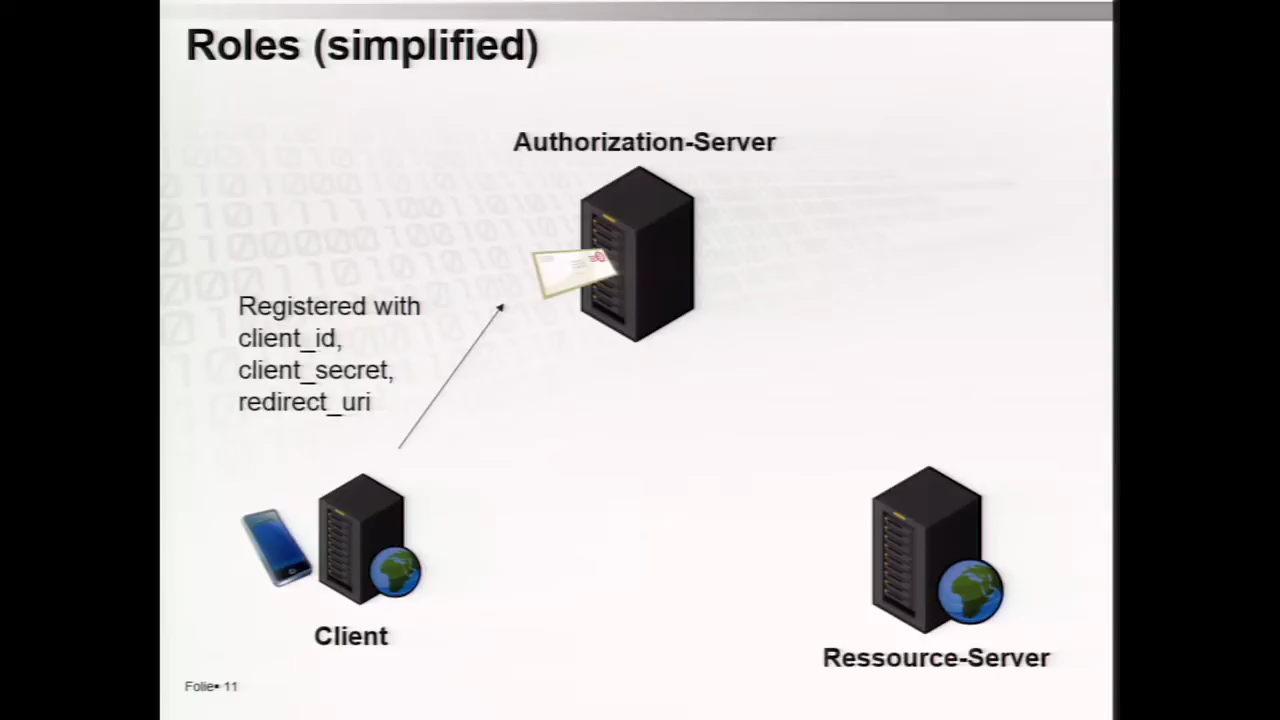 Roles (simplified)
Authorization-Server
Registered with
client_id,
client_secret,
redirect_uri
Client
Ressource-Server
Folie▪ 11